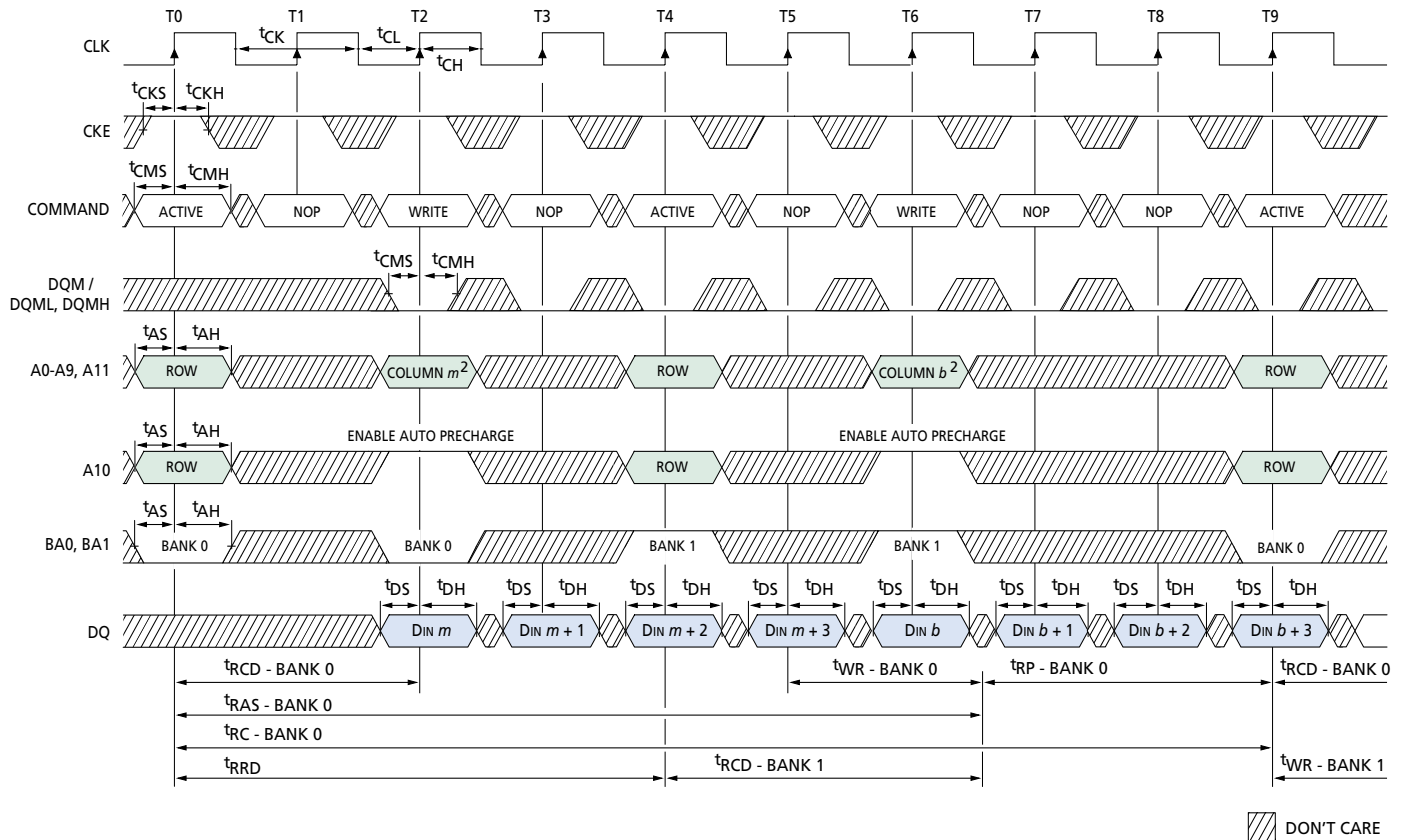 T0 T1 T2 T3 T4 T5 T6 T7 T8 T9
CLK
tCK tCL
tCH
tCKS tCKH
CKE
tCMS tCMH
COMMAND ACTIVE NOP WRITE NOP ACTIVE NOP WRITE NOP NOP ACTIVE
tCMS tCMH
DQM /
DQML, DQMH
tAS tAH
A0-A9, A11 ROW COLUMN m2 ROW COLUMN b 2 ROW
tAS tAH
ENABLE AUTO PRECHARGE ENABLE AUTO PRECHARGE
A10 ROW ROW ROW
tAS tAH
BA0, BA1 BANK 0 BANK 0 BANK 1 BANK 1 BANK 0
tDS tDH tDS tDH tDS tDH tDS tDH tDS tDH tDS tDH tDS tDH tDS tDH
DQ DIN m DIN m + 1 DIN m + 2 DIN m + 3 DIN b DIN b + 1 DIN b + 2 DIN b + 3
tRCD - BANK 0 tWR - BANK 0 tRP - BANK 0 tRCD - BANK 0
tRAS - BANK 0
tRC - BANK 0
tRRD tRCD - BANK 1 tWR - BANK 1
DON'T CARE